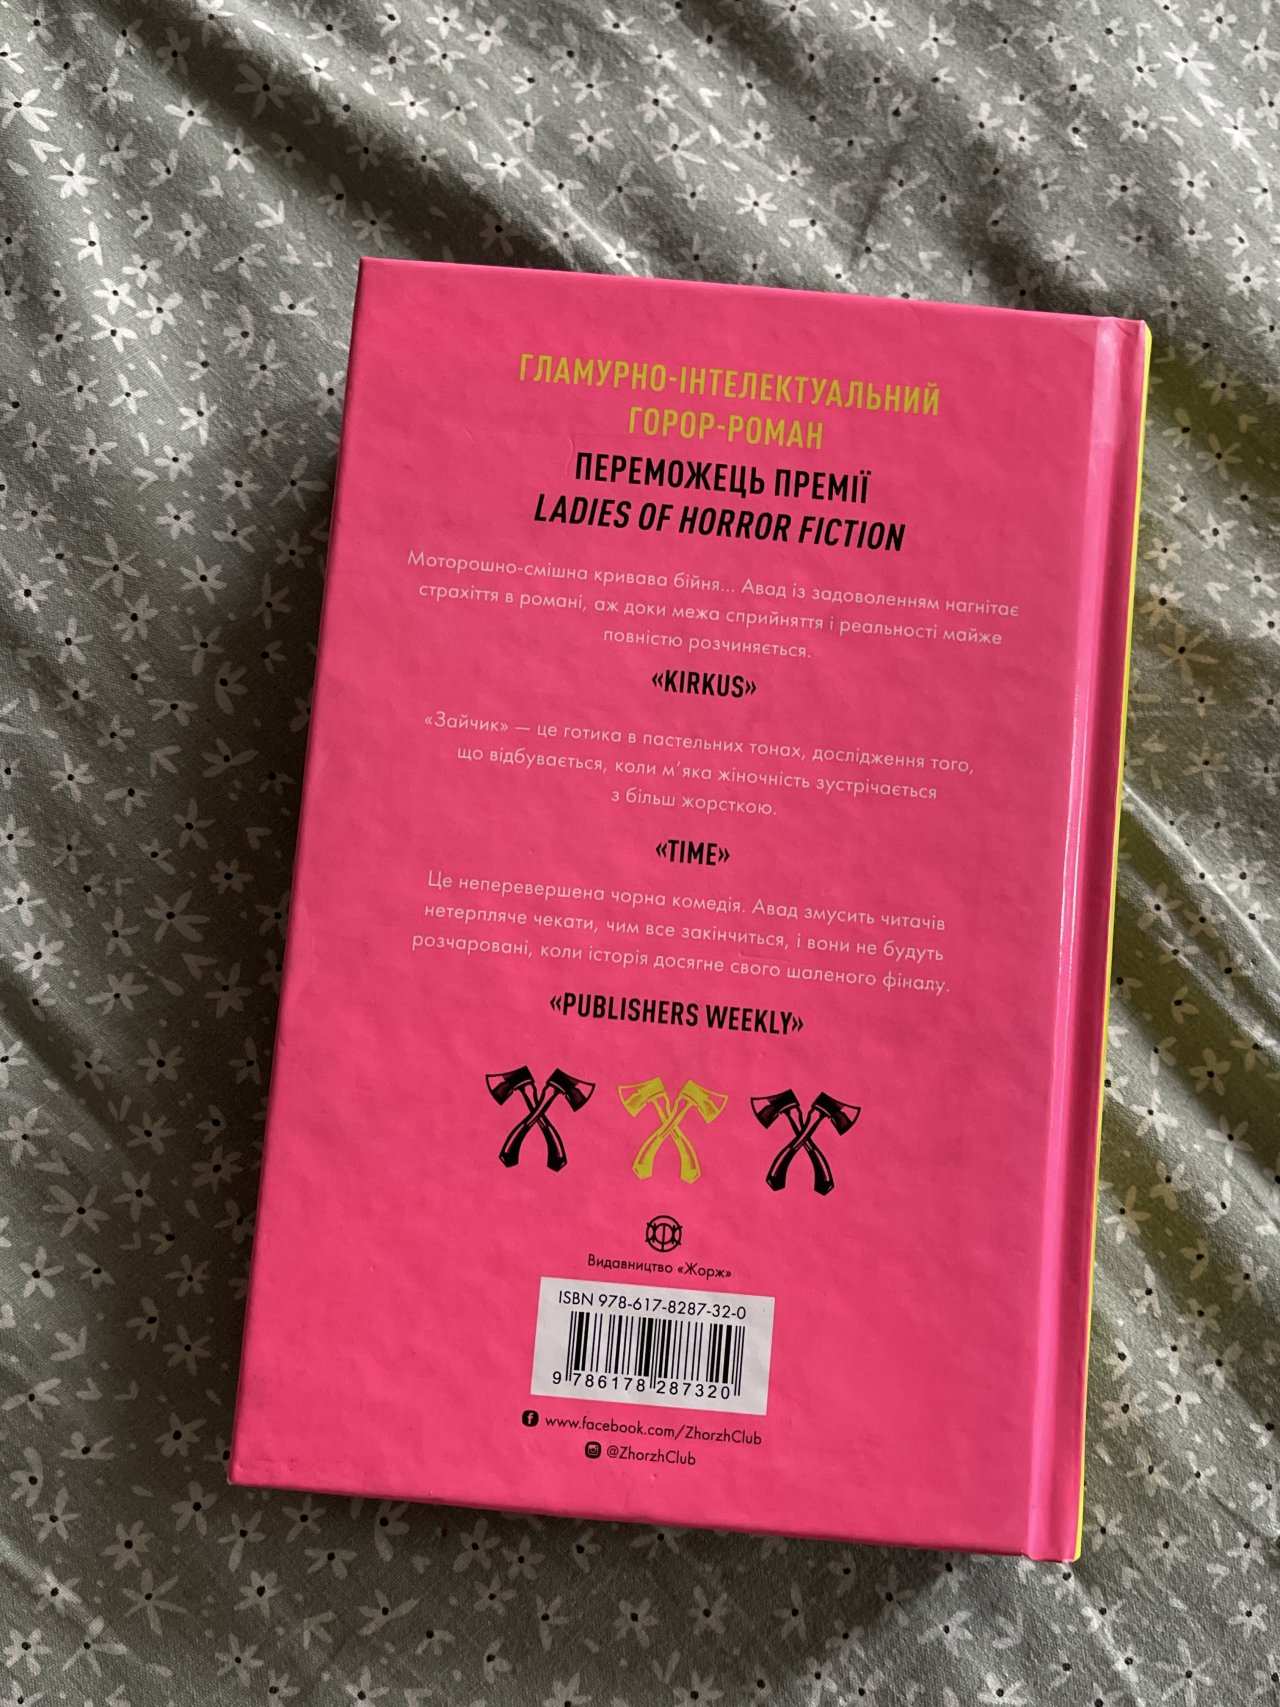 ГЛАМУРНО-ІНТЕЛЕКТУАЛЬНИЙ
ГОРОР-РОМАН
ПЕРЕМОЖЕЦЬ ПРЕМІЇ
LADIES OF HORROR FICTION
Моторошно-смішна кривава бійня... Авад із задоволенням нагнітає
страхіття в романі, аж доки межа сприйняття і реальності майже
повністю розчиняється.
«KIRKUS»
«Зайчик» — це готика в пастельних тонах, дослідження того,
що відбувається, коли м’яка жіночність зустрічається
з більш жорсткою.
«TIME»
Це неперевершена чорна комедія. Авад змусить читачів
нетерпляче чекати, чим все закінчиться, і вони не будуть
розчаровані, коли історія досягне свого шаленого фіналу.
«PUBLISHERS WEEKLY»
Видавництво «Жорж»
ISBN 978-617-8287-32-0
9 786178 287320
www.facebook.com/ZhorzhClub
@ZhorzhClub